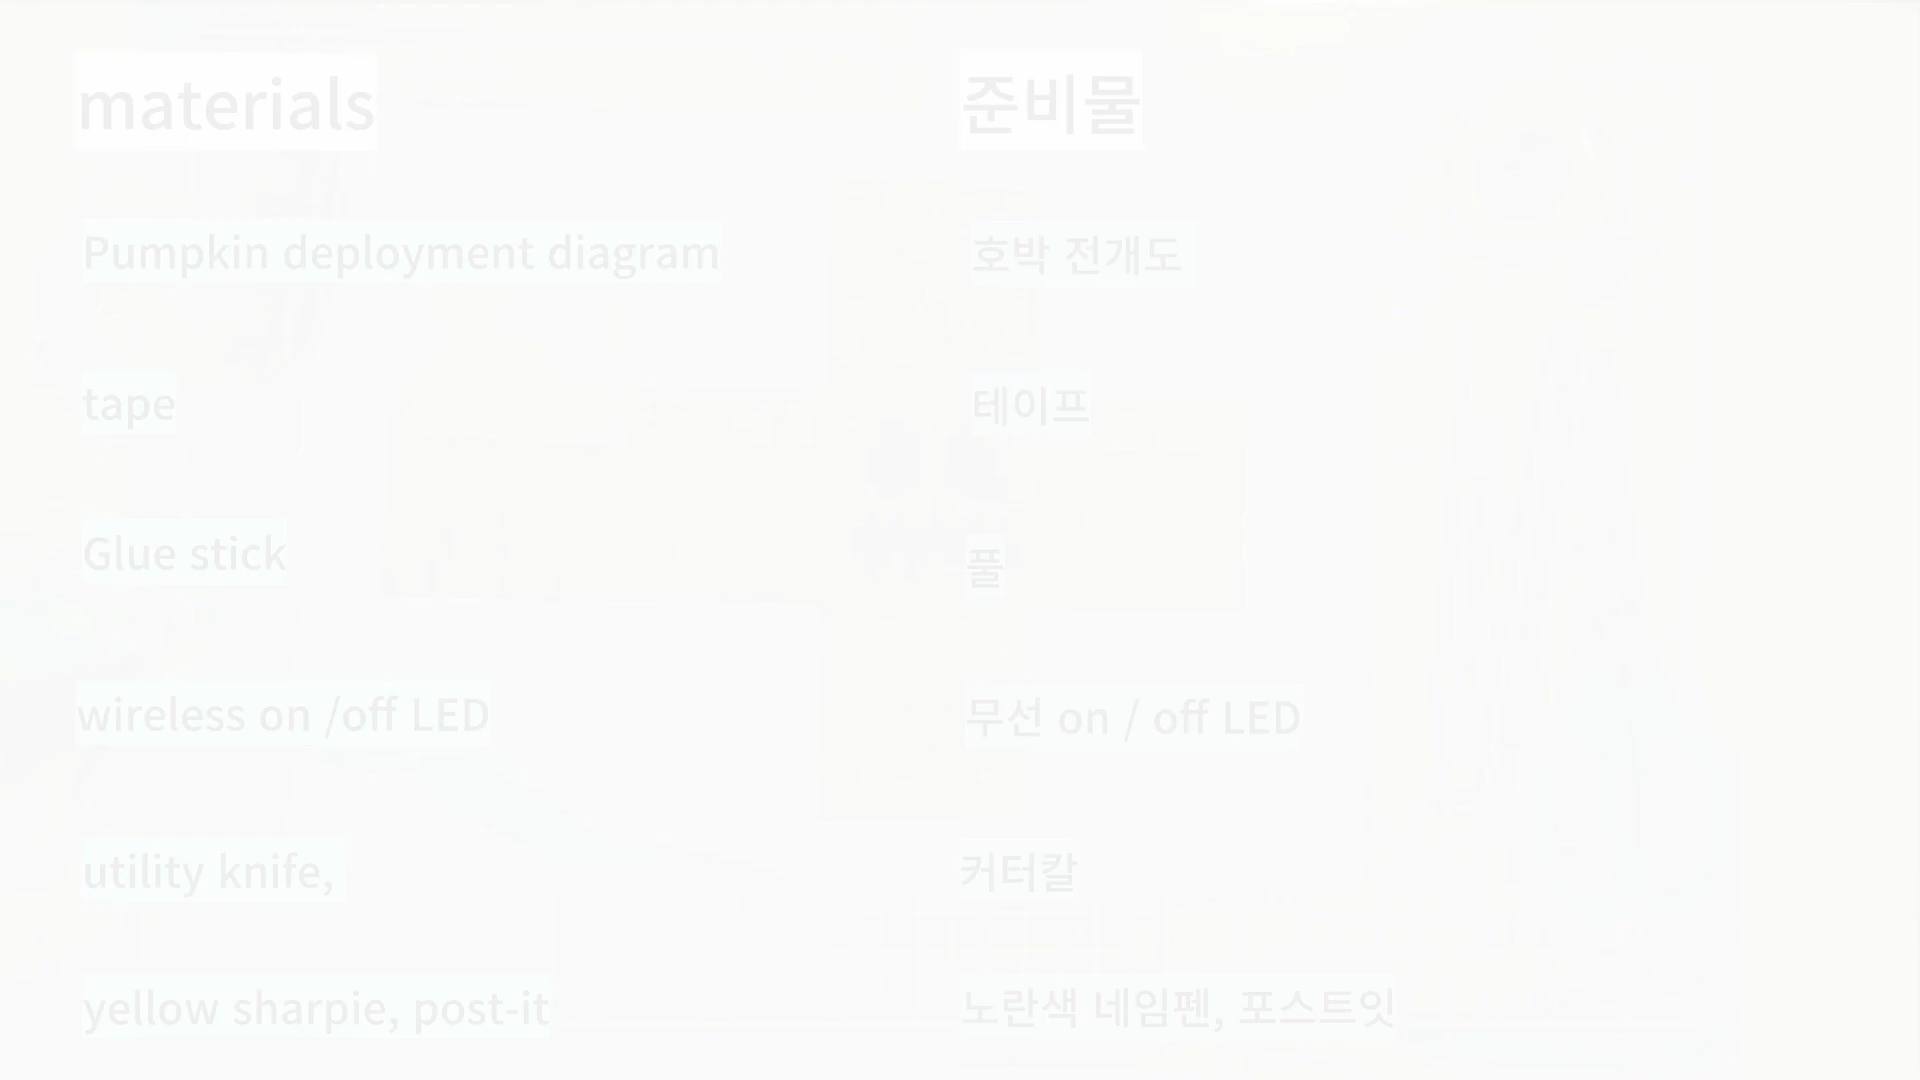 materials
준비물
Pumpkin deployment diagram
호박 전개도
tape
테이프
Glue stick
풀
wireless on /off LED
무선 on / off LED
utility knife,
커터칼
yellow sharpie, post-it
노란색 네임펜, 포스트잇